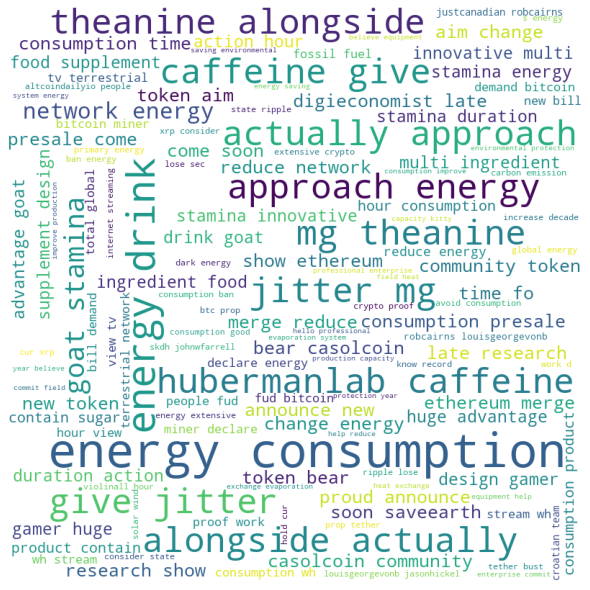 theanine alongside
justcanadian robcairns
s energy
saving environmental
believe equipment
consumption time
action hour
fossil fuel
aim change
food supplement
caffeine give
innovative multi
tv terrestrial
stamina energy
altcoindailyio people
energy saving
token aim
demand bitcoin
system energy
state ripple
network energy
digieconomist late
new bill
bitcoin miner
stamina duration
xrp consider
presale come
actually approach
environmental protection
primary energy
lose sec
extensive crypto
ban energy
come soon
reduce network
multi ingredient
consumption improve
carbon emission
approach energy
advantage goat
supplement design
goat stamina
improve production
total global
internet streaming
energy drink
stamina innovative
hour consumption
capacity kitty
increase decade
drink goat
mg theanine
reduce energy
global energy
dark energy
show ethereum
community token
professional enterprise
field heat
ingredient food
jitter mg
time fo
crypto proof
avoid consumption
cur xrp
bill demand
view tv
terrestrial network
consumption ban
btc prop
merge reduce
consumption presale
consumption good
hello professional
robcairns louisgeorgevonb
evaporation system
production capacity
bear casolcoin
late research
year believe
skdh johnwfarrell
declare energy
know record
work d
commit field
new token
people fud
fud bitcoin
hubermanlab caffeine
ethereum merge
contain sugar
energy extensive
announce new
hour view
miner declare
protection year
change energy
huge advantage
help reduce
duration action
energy consumption
token bear
ripple lose
design gamer
consumption product
violinall hour
exchange evaporation
heat exchange
proud announce
equipment help
solar wind
give jitter
hold cur
prop tether
soon saveearth
stream wh
croatian team
gamer huge
proof work
product contain
alongside actually
casolcoin community
consider state
tether bust
wh stream
research show
consumption wh
louisgeorgevonb jasonhickel
enterprise commit